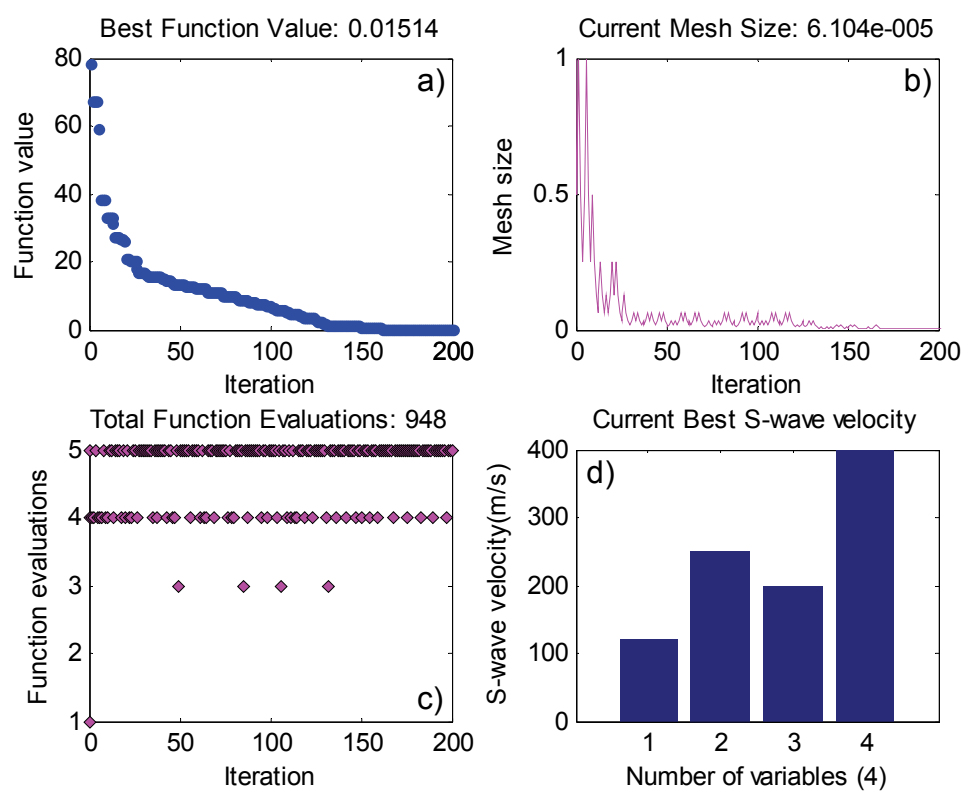 Best Function Value: 0.01514
a)
80
60
40
20
0
Function value
0 50 100 150 200
Iteration
Current Mesh Size: 6.104e-005
b)
1
0.5
0
Mesh size
0 50 100 150 200
Iteration
Total Function Evaluations: 948
5
4
3
2
1
Function evaluations
c)
0 50 100 150 200
Iteration
Current Best S-wave velocity
d)
400
300
200
100
0
S-wave velocity(m/s)
1 2 3 4
Number of variables (4)